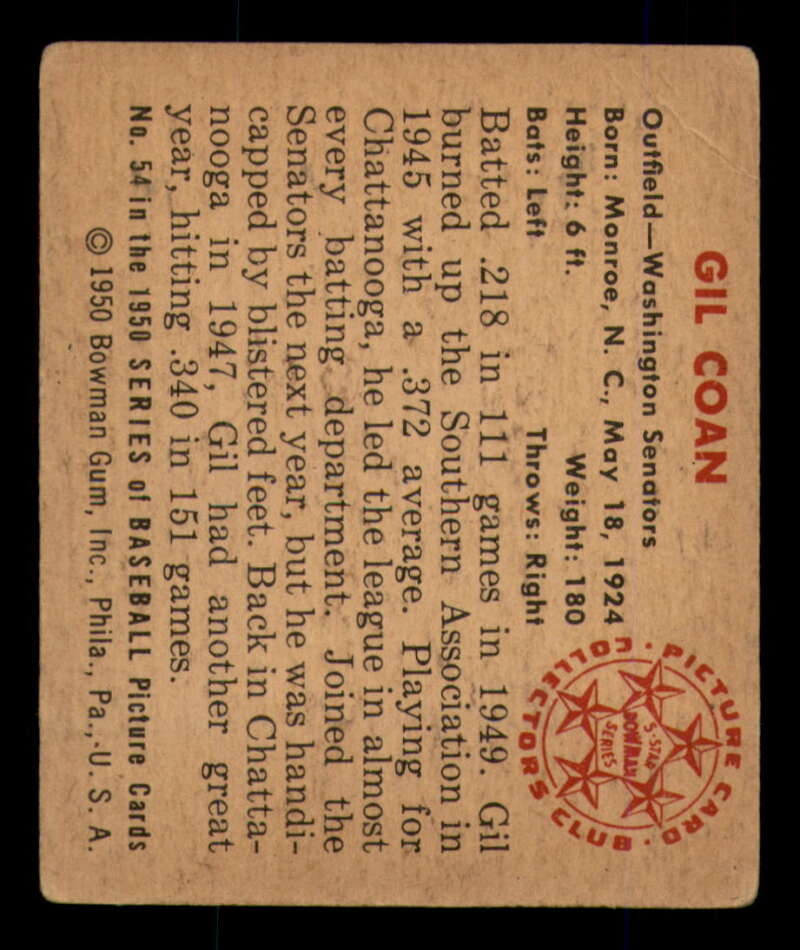 GIL COAN
Outfield—Washington Senators
Born: Monroe, N. C., May 18, 1924
Height: 6 ft. Weight: 180
Bats: Left Throws: Right
PICTURE CARD · COLLECTORS CLUB ·
5-STAR
BOWMAN
SERIES
Batted .218 in 111 games in 1949. Gil
burned up the Southern Association in
1945 with a .372 average. Playing for
Chattanooga, he led the league in almost
every batting department. Joined the
Senators the next year, but he was handi-
capped by blistered feet. Back in Chatta-
nooga in 1947, Gil had another great
year, hitting .340 in 151 games.
No. 54 in the 1950 SERIES of BASEBALL Picture Cards
© 1950 Bowman Gum, Inc., Phila., Pa., U. S. A.